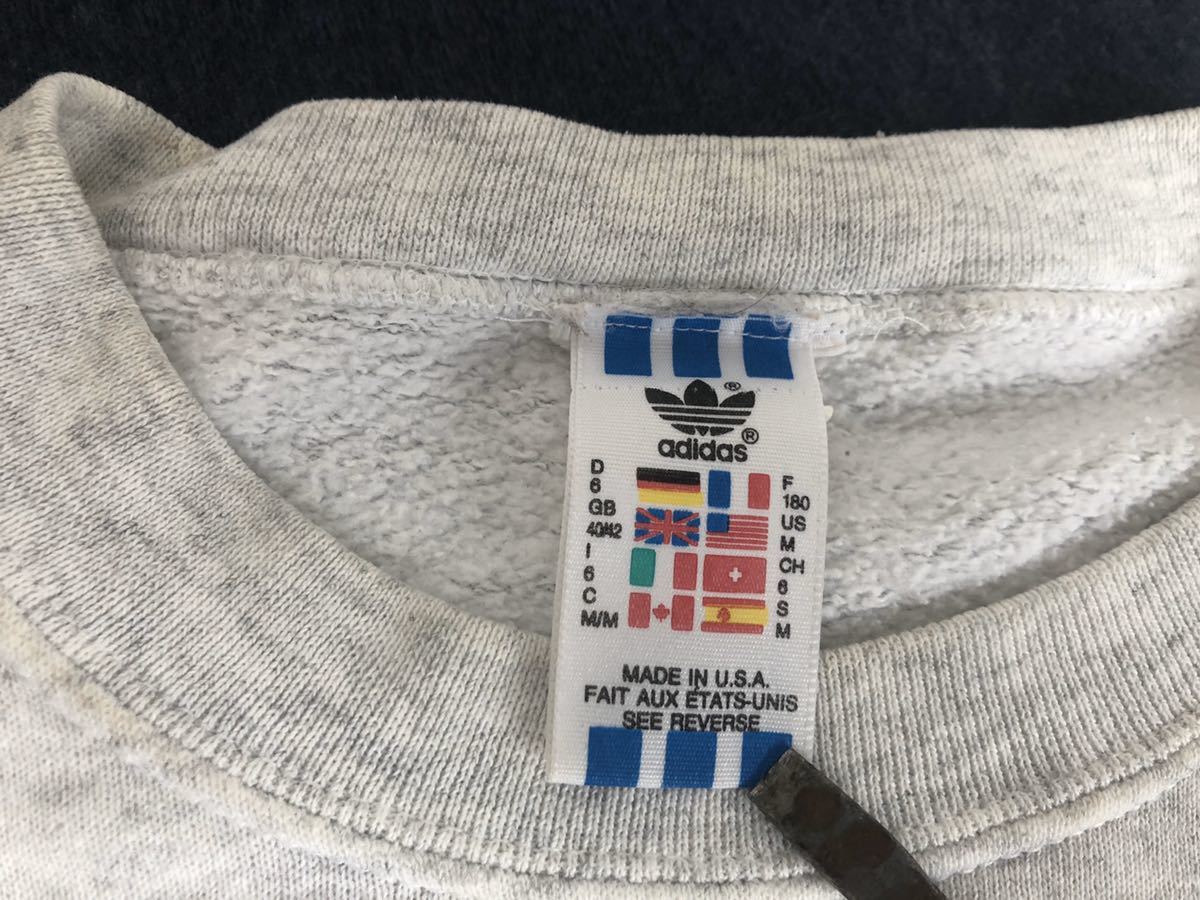 ®
adidas®
D
6
GB
40/42
I
6
C
M/M
F
180
US
M
CH
6
S
M
MADE IN U.S.A.
FAIT AUX ÉTATS-UNIS
SEE REVERSE